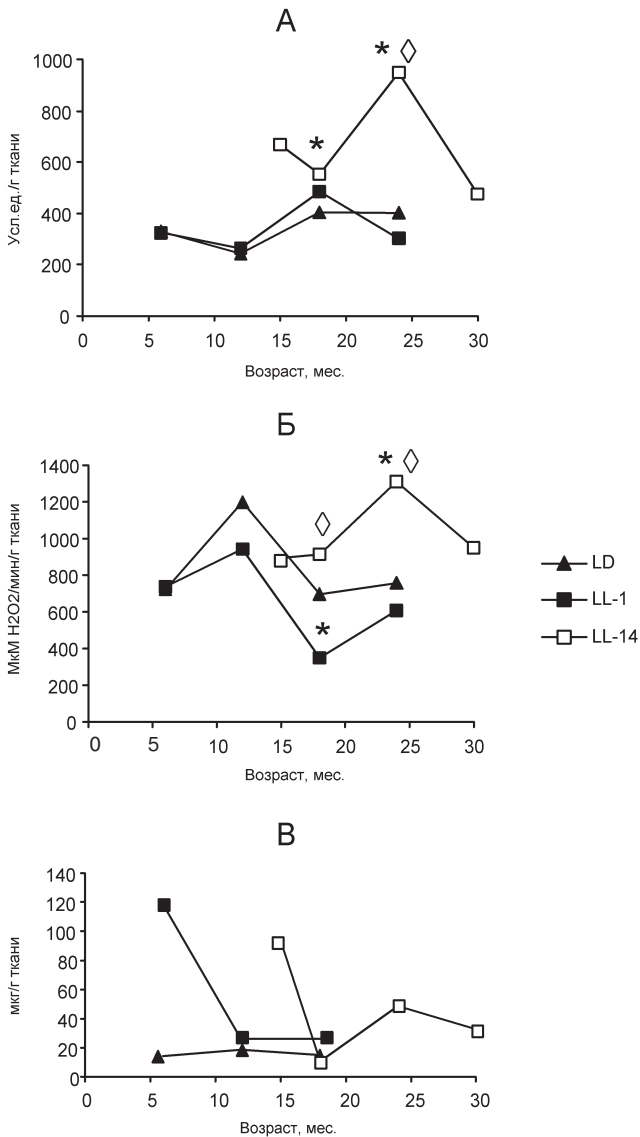 А
1000
800
600
400
200
0
Усл.ед./г ткани
* ◊
*
0 5 10 15 20 25 30
Возраст, мес.
Б
1400
1200
1000
800
600
400
200
0
МкМ H2O2/мин/г ткани
* ◊
◊
*
0 5 10 15 20 25 30
Возраст, мес.
LD
LL-1
LL-14
В
140
120
100
80
60
40
20
0
мкг/г ткани
0 5 10 15 20 25 30
Возраст, мес.